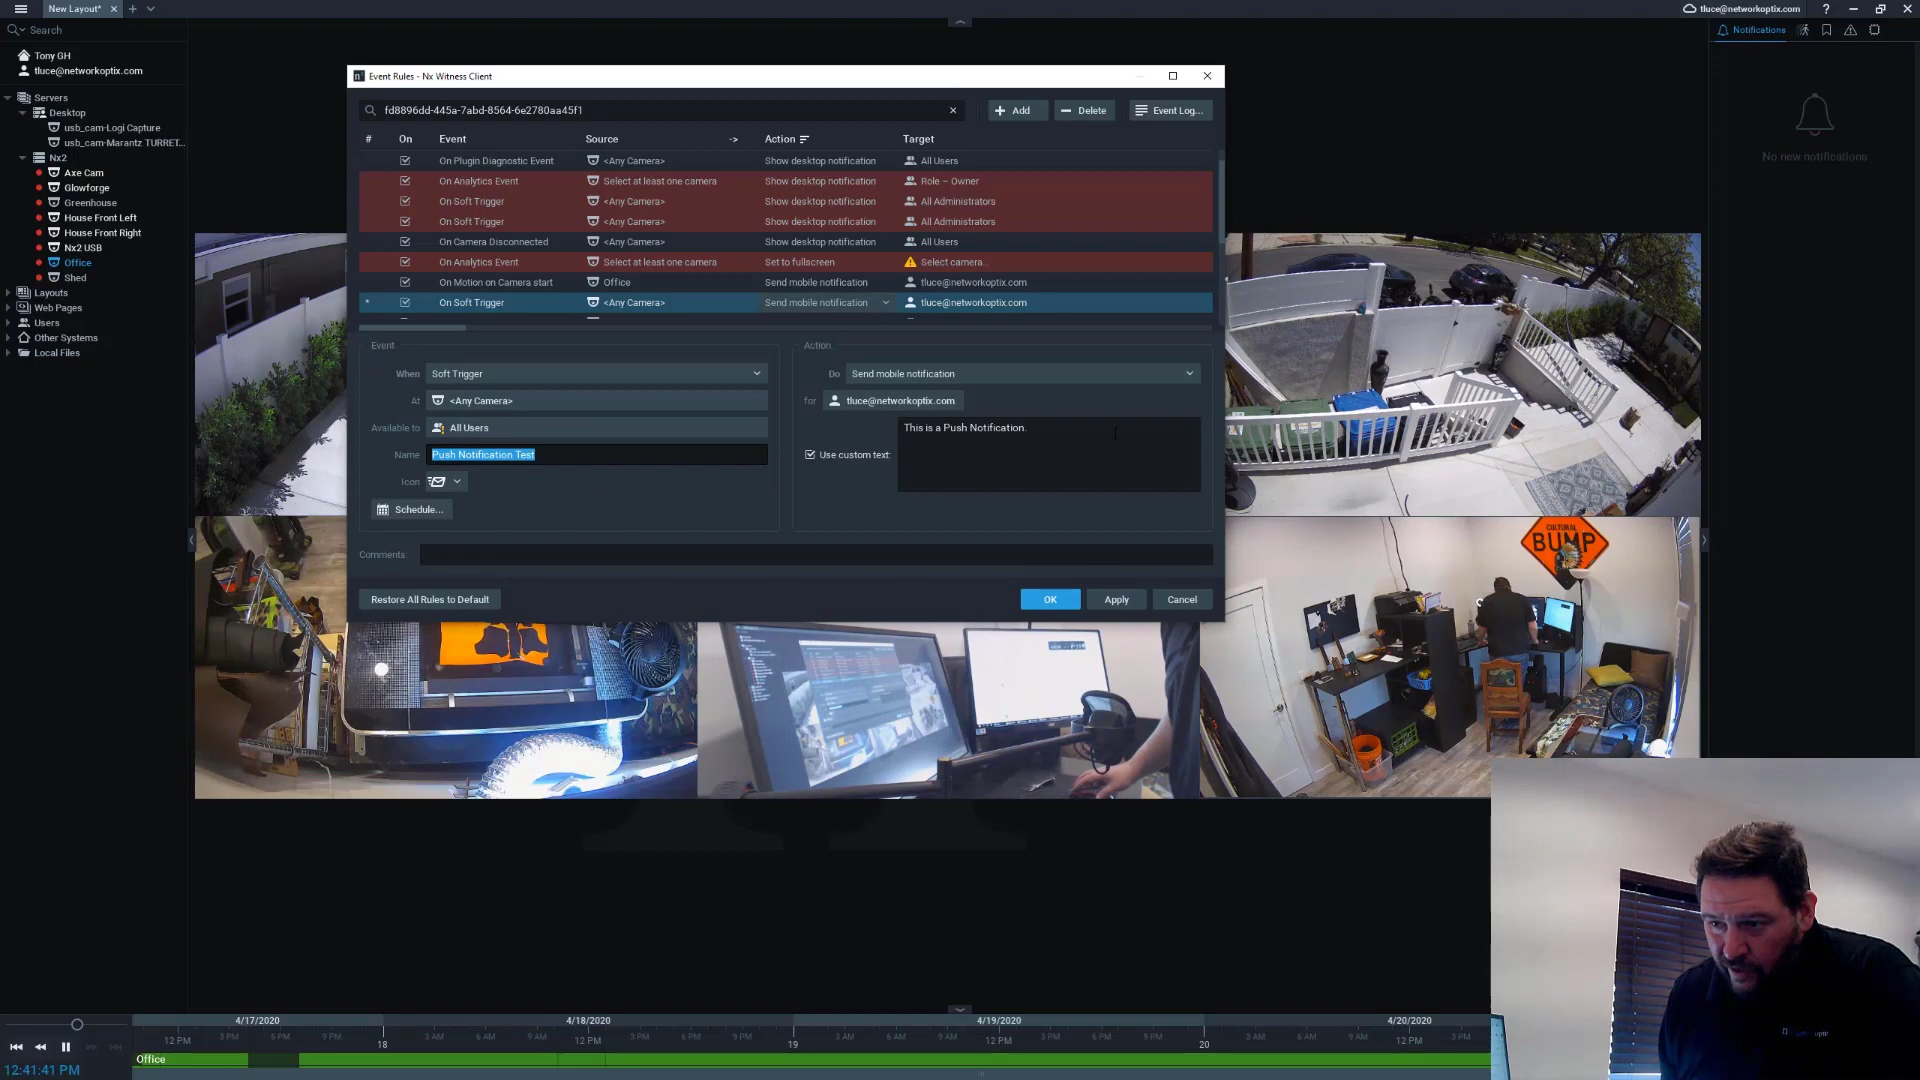 New Layout*
tluce@networkoptix.com
Search
Notifications
Tony GH
tluce@networkoptix.com
Servers
Desktop
usb_cam-Logi Capture
usb_cam-Marantz TURRET...
Nx2
Axe Cam
Glowforge
Greenhouse
House Front Left
House Front Right
Nx2 USB
Office
Shed
Layouts
Web Pages
Users
Other Systems
Local Files
No new notifications
Event Rules - Nx Witness Client
fd8896dd-445a-7abd-8564-6e2780aa45f1
Add
Delete
Event Log...
# On Event Source -> Action Target
On Plugin Diagnostic Event <Any Camera> Show desktop notification All Users
On Analytics Event Select at least one camera Show desktop notification Role – Owner
On Soft Trigger <Any Camera> Show desktop notification All Administrators
On Soft Trigger <Any Camera> Show desktop notification All Administrators
On Camera Disconnected <Any Camera> Show desktop notification All Users
On Analytics Event Select at least one camera Set to fullscreen Select camera...
On Motion on Camera start Office Send mobile notification tluce@networkoptix.com
* On Soft Trigger <Any Camera> Send mobile notification tluce@networkoptix.com
Event
When Soft Trigger
At <Any Camera>
Available to All Users
Name Push Notification Test
Icon
Schedule...
Action
Do Send mobile notification
for tluce@networkoptix.com
Use custom text: This is a Push Notification.
Comments:
Restore All Rules to Default
OK
Apply
Cancel
CULTURAL
BUMP
4/17/2020 4/18/2020 4/19/2020 4/20/2020
12 PM 3 PM 6 PM 9 PM 18 3 AM 6 AM 9 AM 12 PM 3 PM 6 PM 9 PM 19 3 AM 6 AM 9 AM 12 PM 3 PM 6 PM 9 PM 20 3 AM 6 AM 9 AM 12 PM 3 PM
Office
12:41:41 PM